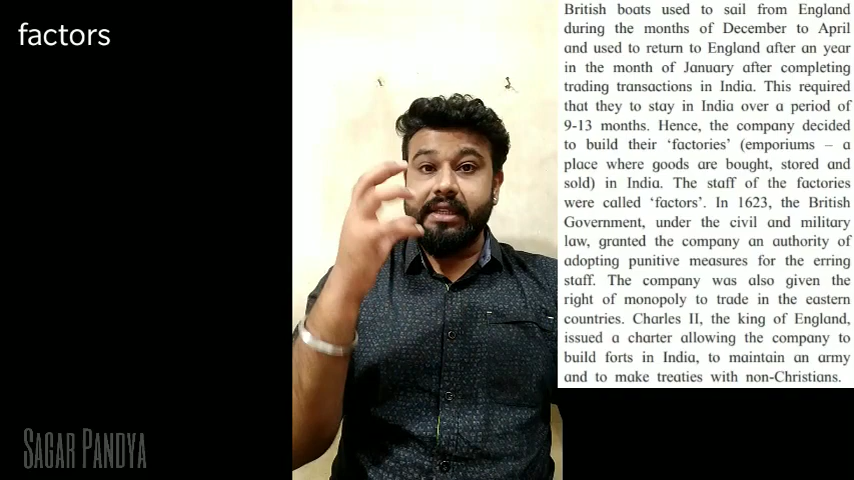 factors
British boats used to sail from England
during the months of December to April
and used to return to England after an year
in the month of January after completing
trading transactions in India. This required
that they to stay in India over a period of
9-13 months. Hence, the company decided
to build their ‘factories’ (emporiums – a
place where goods are bought, stored and
sold) in India. The staff of the factories
were called ‘factors’. In 1623, the British
Government, under the civil and military
law, granted the company an authority of
adopting punitive measures for the erring
staff. The company was also given the
right of monopoly to trade in the eastern
countries. Charles II, the king of England,
issued a charter allowing the company to
build forts in India, to maintain an army
and to make treaties with non-Christians.
SAGAR PANDYA